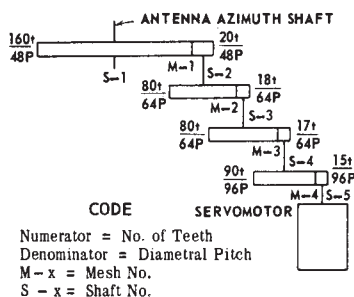 ANTENNA AZIMUTH SHAFT
160t
48P
20t
48P
M-1
S-1
S-2
80t
64P
18t
64P
M-2
S-3
80t
64P
17t
64P
M-3
S-4
90t
96P
15t
96P
M-4
S-5
SERVOMOTOR
CODE
Numerator = No. of Teeth
Denominator = Diametral Pitch
M-x = Mesh No.
S-x = Shaft No.